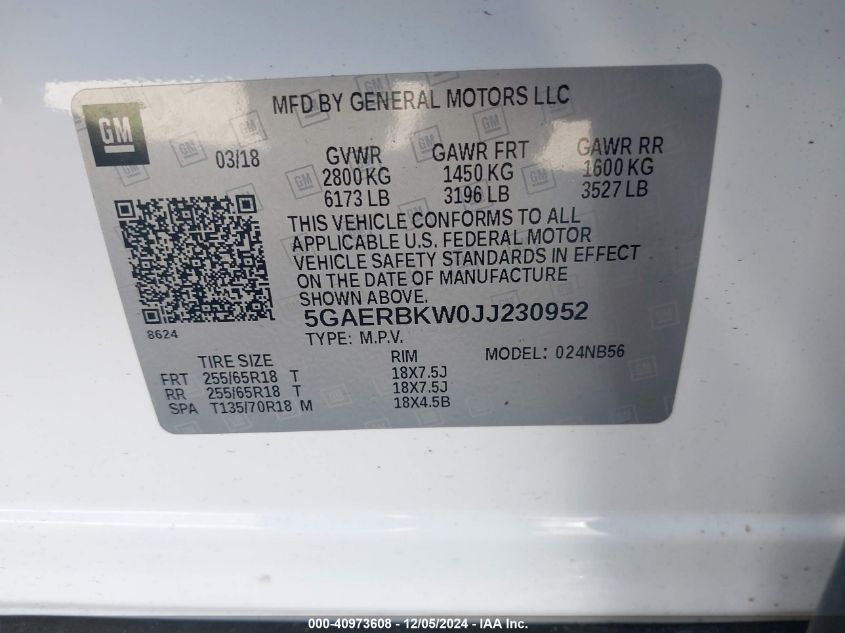 MFD BY GENERAL MOTORS LLC
GM
03/18 GVWR GAWR FRT GAWR RR
2800 KG 1450 KG 1600 KG
6173 LB 3196 LB 3527 LB
THIS VEHICLE CONFORMS TO ALL
APPLICABLE U.S. FEDERAL MOTOR
VEHICLE SAFETY STANDARDS IN EFFECT
ON THE DATE OF MANUFACTURE
SHOWN ABOVE.
5GAERBKW0JJ230952
8624
TYPE: M.P.V. MODEL: 024NB56
TIRE SIZE RIM
FRT 255/65R18 T 18X7.5J
RR 255/65R18 T 18X7.5J
SPA T135/70R18 M 18X4.5B
000-40973608 - 12/05/2024 - IAA Inc.